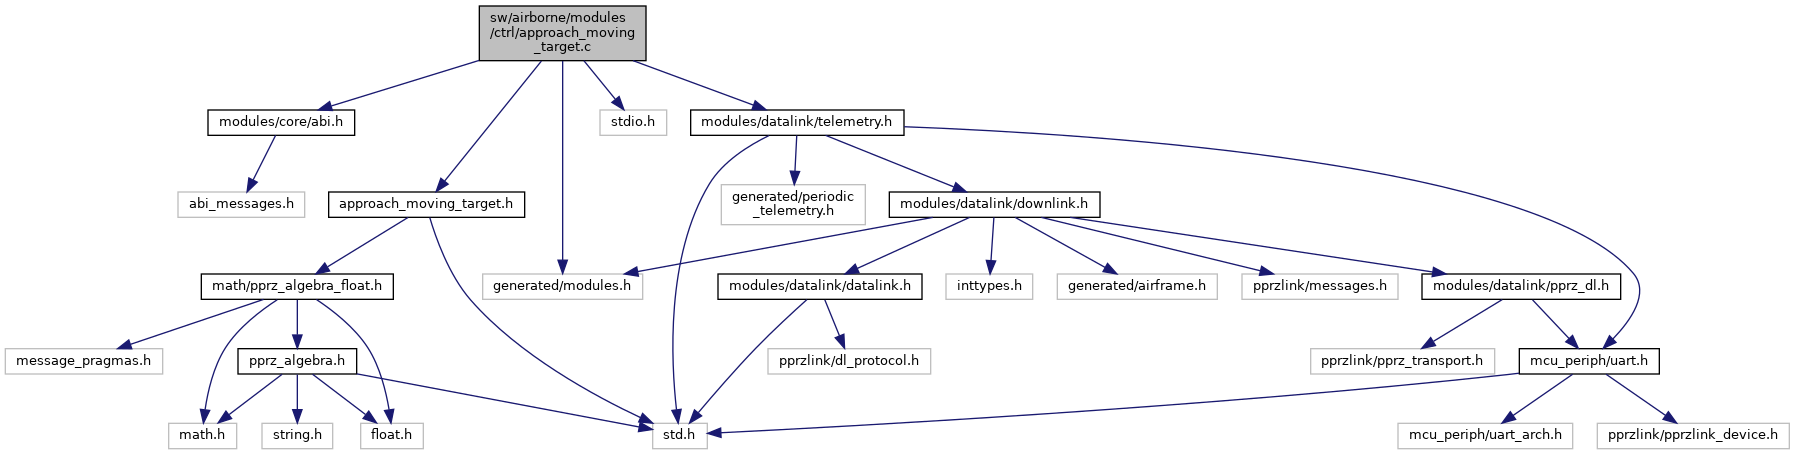 sw/airborne/modules
/ctrl/approach_moving
_target.c
modules/core/abi.h
stdio.h
modules/datalink/telemetry.h
abi_messages.h
approach_moving_target.h
generated/periodic
_telemetry.h
modules/datalink/downlink.h
math/pprz_algebra_float.h
generated/modules.h
modules/datalink/datalink.h
inttypes.h
generated/airframe.h
pprzlink/messages.h
modules/datalink/pprz_dl.h
message_pragmas.h
pprz_algebra.h
pprzlink/dl_protocol.h
pprzlink/pprz_transport.h
mcu_periph/uart.h
math.h
string.h
float.h
std.h
mcu_periph/uart_arch.h
pprzlink/pprzlink_device.h